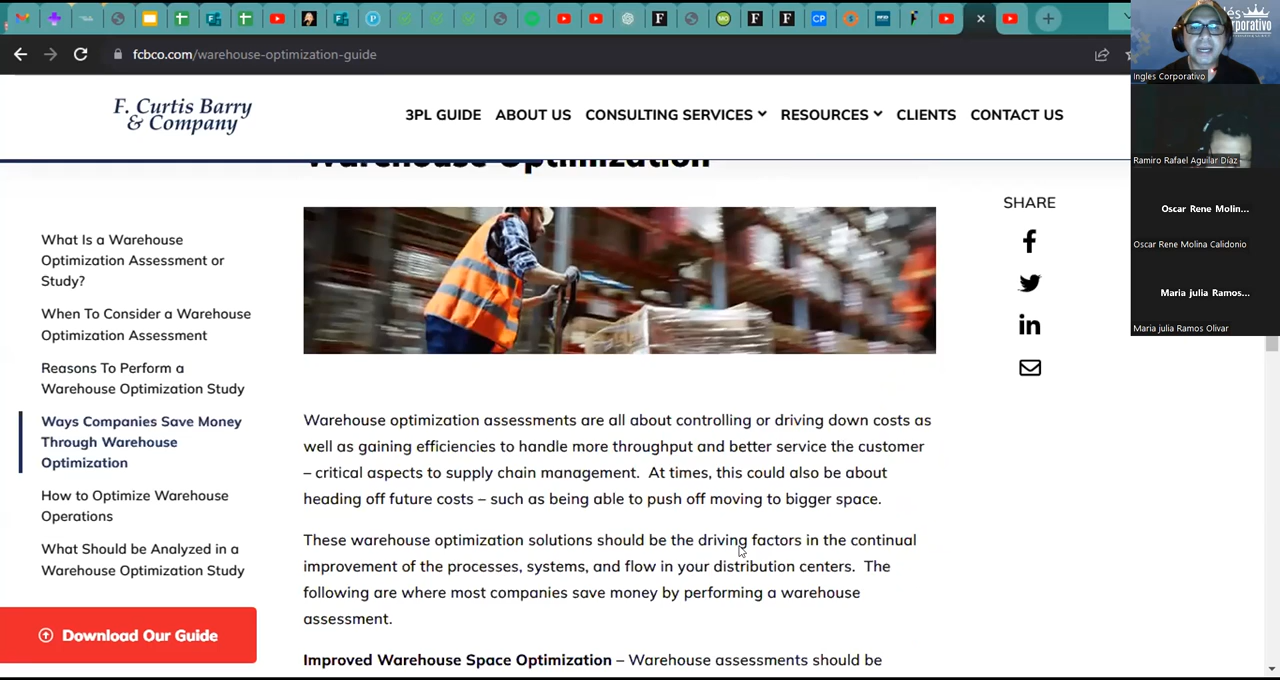 fcbco.com/warehouse-optimization-guide
F. Curtis Barry
& Company
3PL GUIDE ABOUT US CONSULTING SERVICES RESOURCES CLIENTS CONTACT US
Warehouse Optimization
What Is a Warehouse
Optimization Assessment or
Study?
When To Consider a Warehouse
Optimization Assessment
Reasons To Perform a
Warehouse Optimization Study
Ways Companies Save Money
Through Warehouse
Optimization
How to Optimize Warehouse
Operations
What Should be Analyzed in a
Warehouse Optimization Study
Download Our Guide
Warehouse optimization assessments are all about controlling or driving down costs as
well as gaining efficiencies to handle more throughput and better service the customer
– critical aspects to supply chain management. At times, this could also be about
heading off future costs – such as being able to push off moving to bigger space.
These warehouse optimization solutions should be the driving factors in the continual
improvement of the processes, systems, and flow in your distribution centers. The
following are where most companies save money by performing a warehouse
assessment.
Improved Warehouse Space Optimization – Warehouse assessments should be
SHARE
Ingles Corporativo
Ramiro Rafael Aguilar Díaz
Oscar Rene Molin...
Oscar Rene Molina Calidonio
Maria julia Ramos...
Maria julia Ramos Olivar